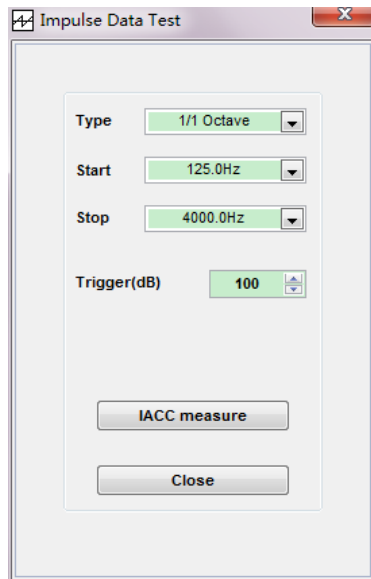 Impulse Data Test
Type 1/1 Octave
Start 125.0Hz
Stop 4000.0Hz
Trigger(dB) 100
IACC measure
Close